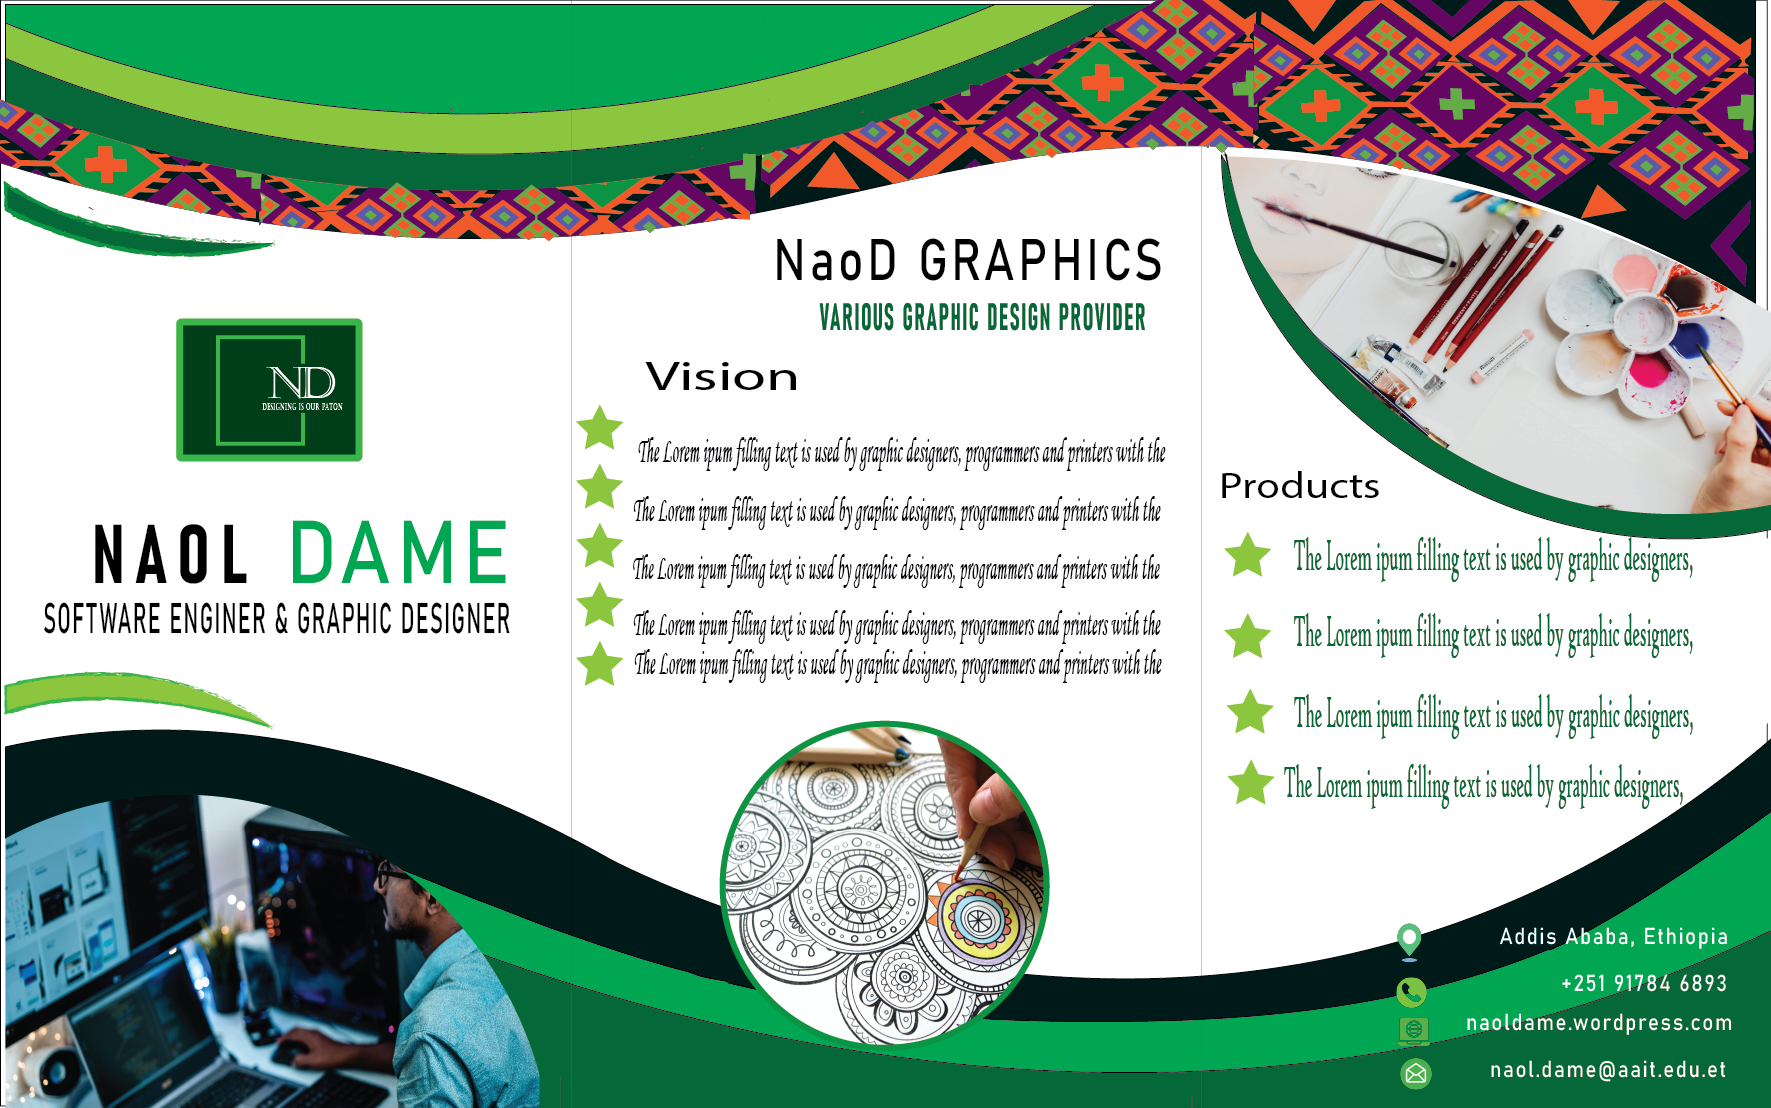 ND
DESIGNING IS OUR PATON
NAOL DAME
SOFTWARE ENGINER & GRAPHIC DESIGNER
NaoD GRAPHICS
VARIOUS GRAPHIC DESIGN PROVIDER
Vision
The Lorem ipum filling text is used by graphic designers, programmers and printers with the
The Lorem ipum filling text is used by graphic designers, programmers and printers with the
The Lorem ipum filling text is used by graphic designers, programmers and printers with the
The Lorem ipum filling text is used by graphic designers, programmers and printers with the
The Lorem ipum filling text is used by graphic designers, programmers and printers with the
Products
The Lorem ipum filling text is used by graphic designers,
The Lorem ipum filling text is used by graphic designers,
The Lorem ipum filling text is used by graphic designers,
The Lorem ipum filling text is used by graphic designers,
Addis Ababa, Ethiopia
+251 91784 6893
naoldame.wordpress.com
naol.dame@aait.edu.et